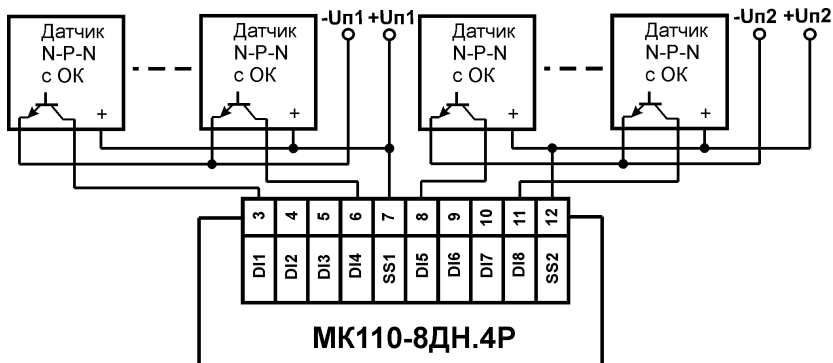 -Uп1 +Uп1
-Uп2 +Uп2
Датчик
N-P-N
с ОК
+
Датчик
N-P-N
с ОК
+
Датчик
N-P-N
с ОК
+
Датчик
N-P-N
с ОК
+
3 4 5 6 7 8 9 10 11 12
DI1 DI2 DI3 DI4 SS1 DI5 DI6 DI7 DI8 SS2
МК110-8ДН.4Р